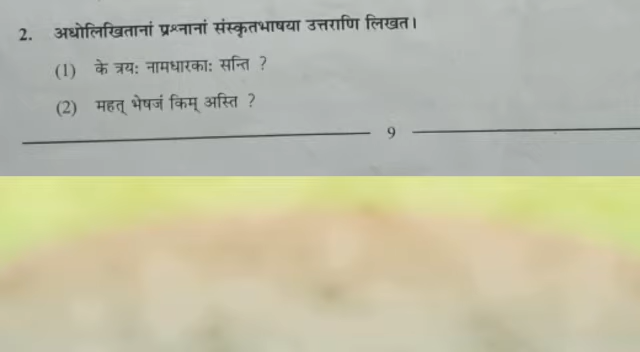 2. अधोलिखितानां प्रश्नानां संस्कृतभाषया उत्तराणि लिखत।
(1) के त्रयः नामधारकाः सन्ति ?
(2) महत् भेषजं किम् अस्ति ?
9